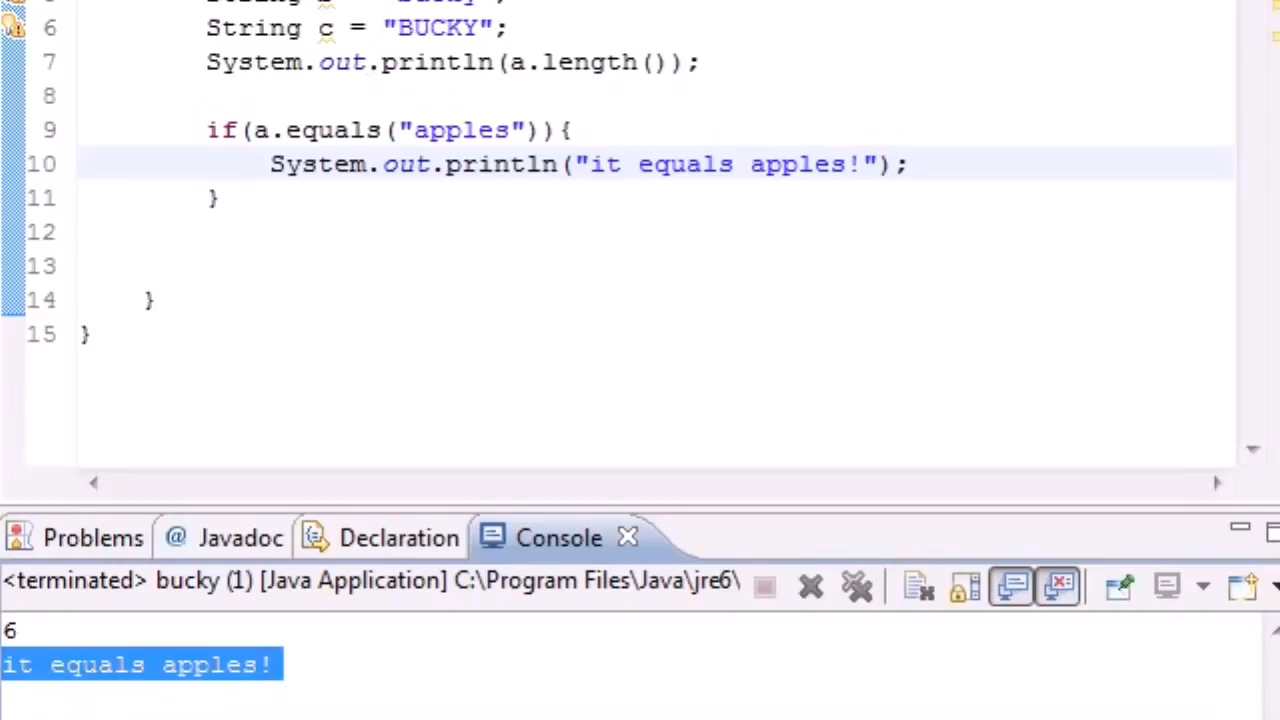 6 String c = "BUCKY";
7 System.out.println(a.length());
8
9 if(a.equals("apples")){
10 System.out.println("it equals apples!");
11 }
12
13
14 }
15 }
Problems @ Javadoc Declaration Console
<terminated> bucky (1) [Java Application] C:\Program Files\Java\jre6\
6
it equals apples!